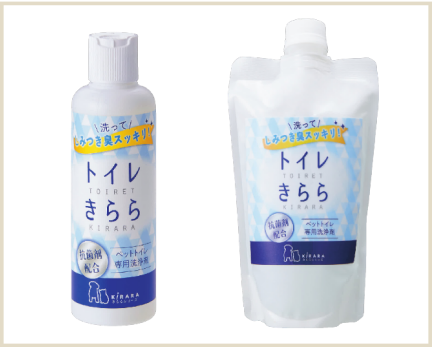 \洗って/
しみつき臭スッキリ!
トイレ
TOIRET
きらら
KIRARA
抗菌剤
配合
ペットトイレ
専用洗浄剤
KiRARA
\洗って/
しみつき臭スッキリ!
トイレ
TOIRET
きらら
KIRARA
抗菌剤
配合
ペットトイレ
専用洗浄剤
KiRARA